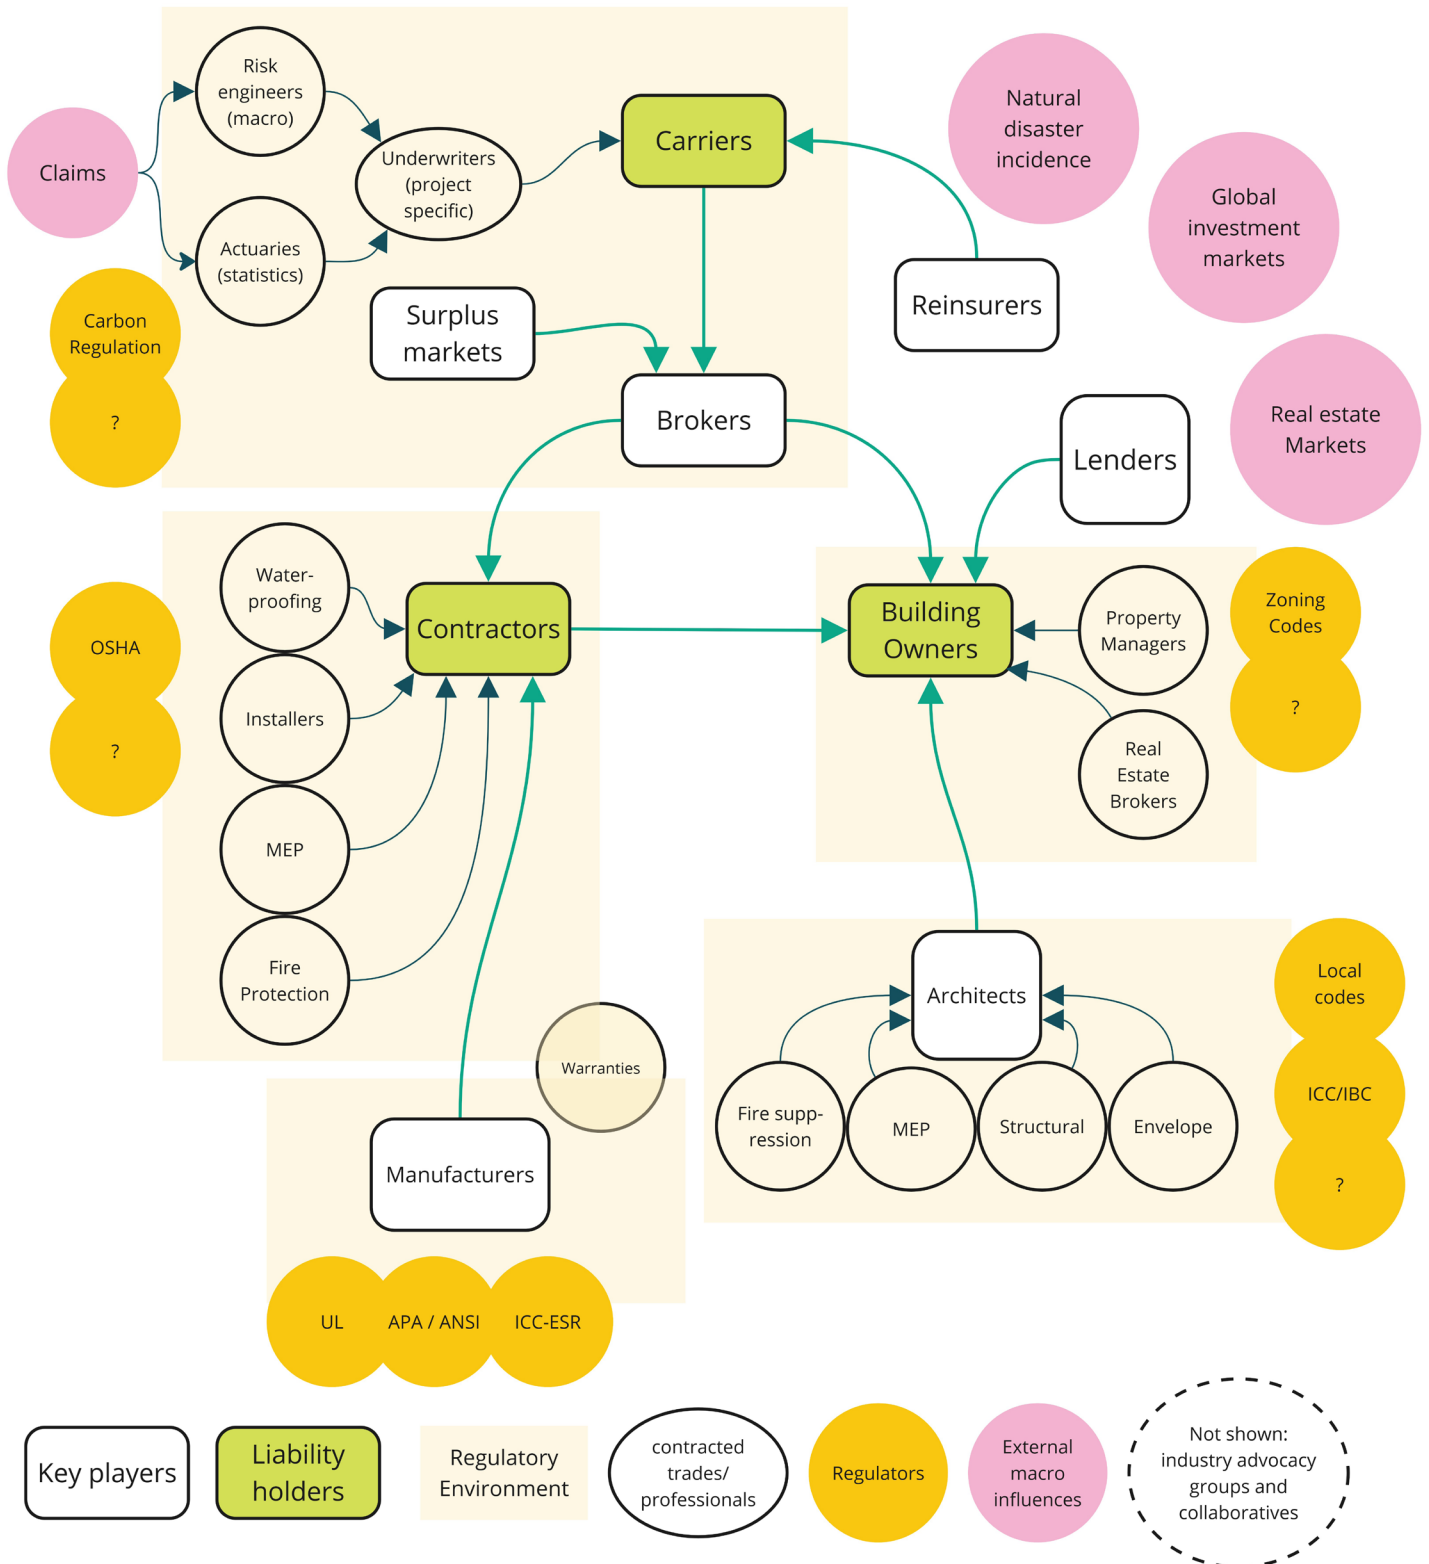 Risk
engineers
(macro)
Claims
Underwriters
(project
specific)
Actuaries
(statistics)
Carriers
Natural
disaster
incidence
Global
investment
markets
Carbon
Regulation
?
Surplus
markets
Reinsurers
Brokers
Lenders
Real estate
Markets
Water-
proofing
OSHA
?
Installers
MEP
Fire
Protection
Contractors
Building
Owners
Property
Managers
Real
Estate
Brokers
Zoning
Codes
?
Warranties
Manufacturers
UL
APA / ANSI
ICC-ESR
Architects
Fire supp-
ression
MEP
Structural
Envelope
Local
codes
ICC/IBC
?
Key players
Liability
holders
Regulatory
Environment
contracted
trades/
professionals
Regulators
External
macro
influences
Not shown:
industry advocacy
groups and
collaboratives